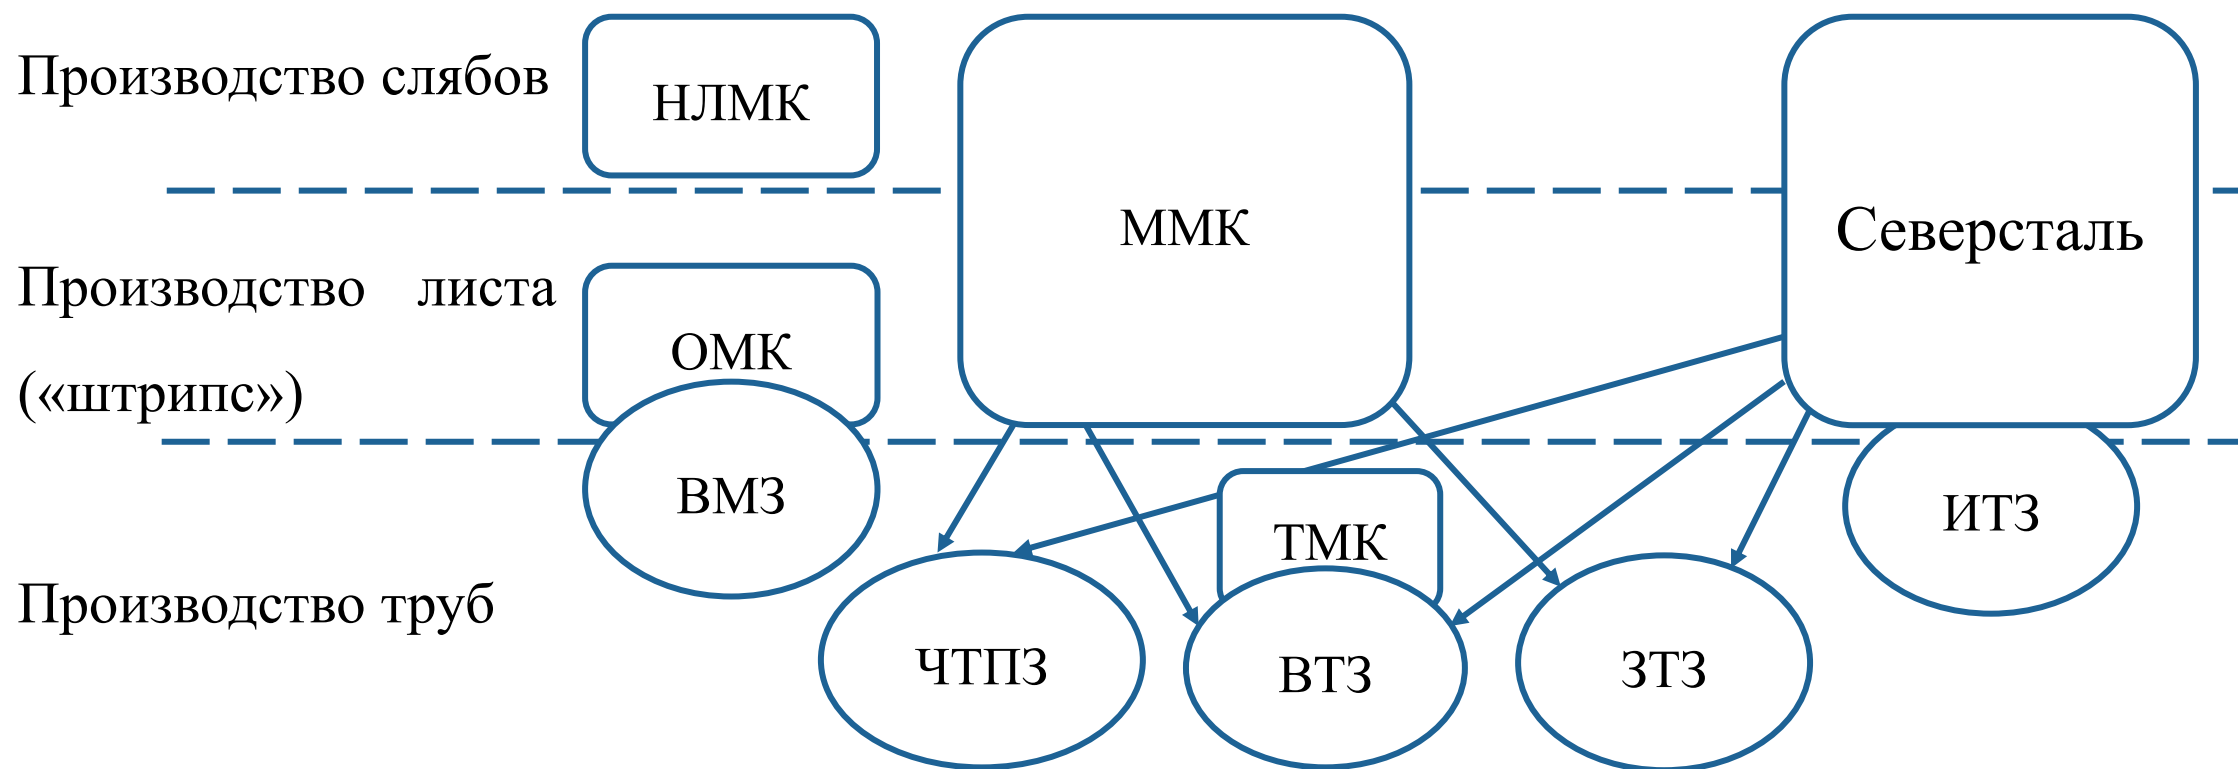 Производство слябов
НЛМК
ММК
Северсталь
Производство листа
(«штрипс»)
ОМК
ВМЗ
ТМК
ИТЗ
Производство труб
ЧТПЗ
ВТЗ
ЗТЗ